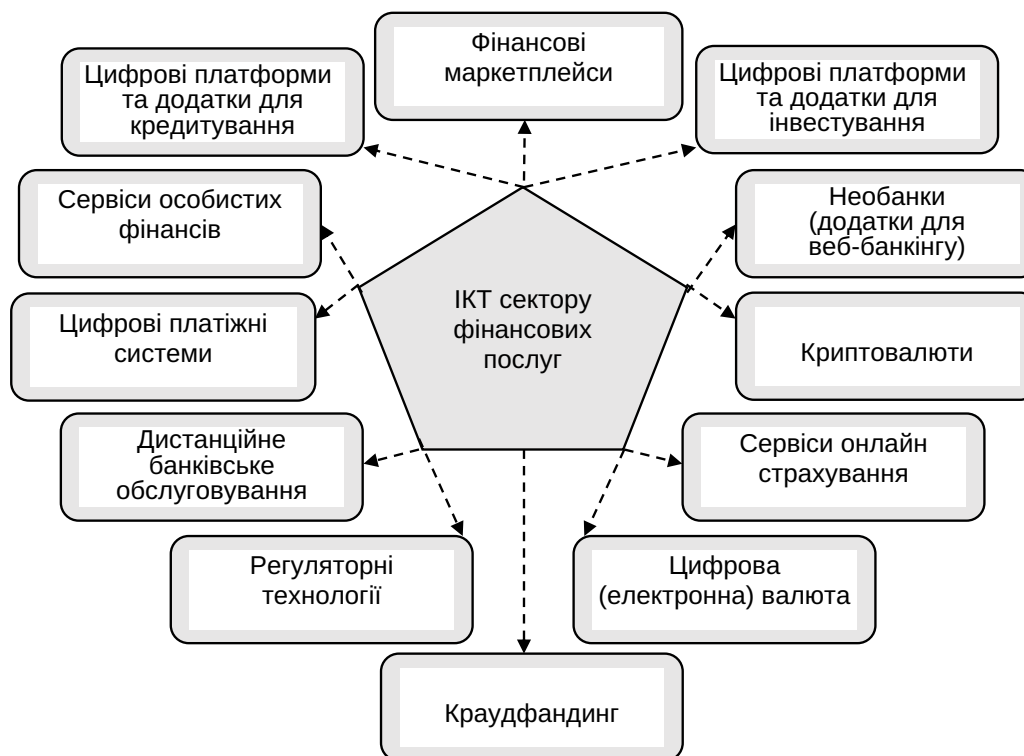 Фінансові
маркетплейси
Цифрові платформи
та додатки для
кредитування
Цифрові платформи
та додатки для
інвестування
Сервіси особистих
фінансів
Необанки
(додатки для
веб-банкінгу)
ІКТ сектору
фінансових
послуг
Цифрові платіжні
системи
Криптовалюти
Дистанційне
банківське
обслуговування
Сервіси онлайн
страхування
Регуляторні
технології
Цифрова
(електронна) валюта
Краудфандинг